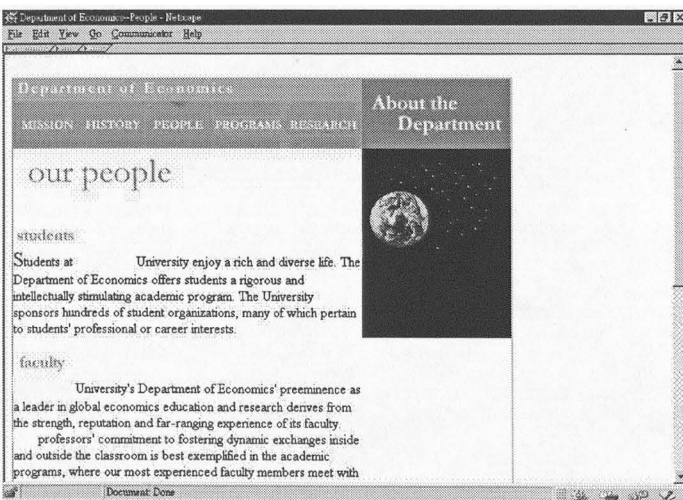 Department of Economics-People - Netscape
File Edit View Go Communicator Help
Department of Economics
About the
Department
MISSION HISTORY PEOPLE PROGRAMS RESEARCH
our people
students
Students at University enjoy a rich and diverse life. The
Department of Economics offers students a rigorous and
intellectually stimulating academic program. The University
sponsors hundreds of student organizations, many of which pertain
to students' professional or career interests.
faculty
University's Department of Economics' preeminence as
a leader in global economics education and research derives from
the strength, reputation and far-ranging experience of its faculty.
professors' commitment to fostering dynamic exchanges inside
and outside the classroom is best exemplified in the academic
programs, where our most experienced faculty members meet with
Document: Done